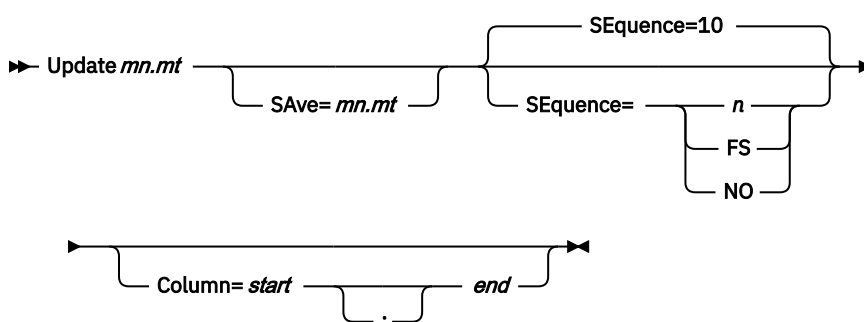 SEquence=10
Update mn.mt
SAve= mn.mt
SEquence= n
FS
NO
Column= start end
.